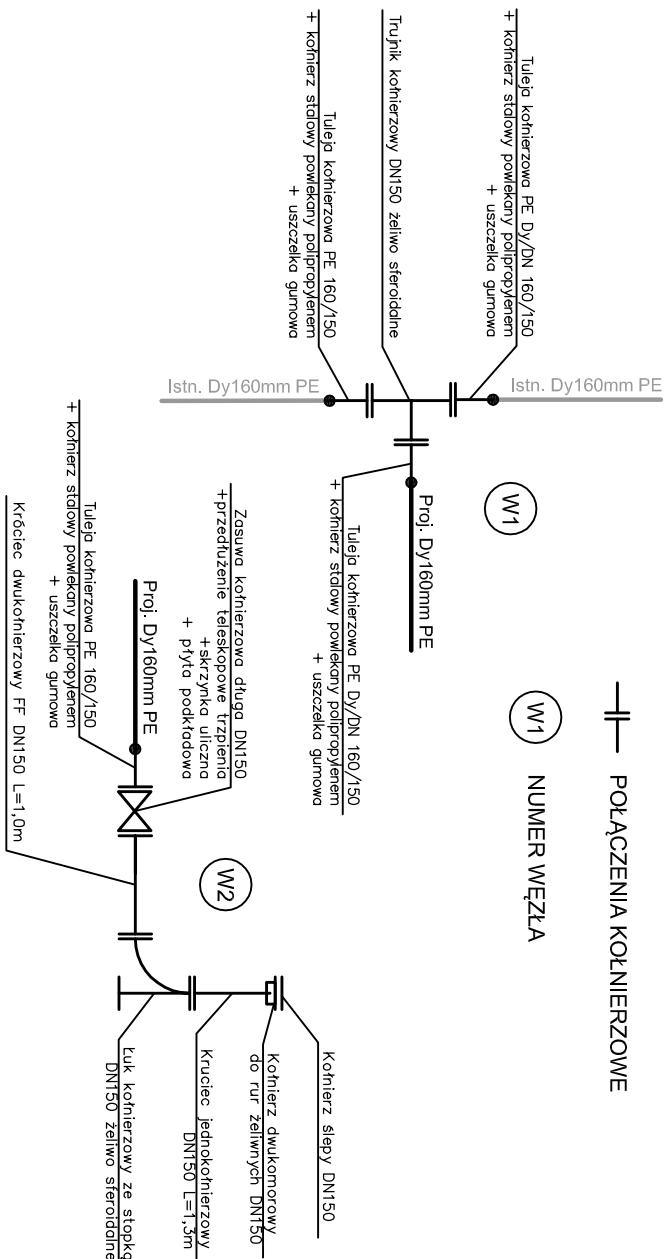 POŁĄCZENIA KOŁNIERZOWE
W1
NUMER WĘZŁA
W1
Tuleja kołnierzowa PE Dy/DN 160/150
+ kołnierz stalowy powlekany polipropylenem
+ uszczelka gumowa
Trujnik kołnierzowy DN150 żeliwo sferoidalne
Tuleja kołnierzowa PE 160/150
+ kołnierz stalowy powlekany polipropylenem
+ uszczelka gumowa
Istn. Dy160mm PE
Istn. Dy160mm PE
Proj. Dy160mm PE
Tuleja kołnierzowa PE Dy/DN 160/150
+ kołnierz stalowy powlekany polipropylenem
+ uszczelka gumowa
W2
Zasuwa kołnierzowa długa DN150
+przedłużenie teleskopowe trzpienia
+skrzynka uliczna
+ płyta podkładowa
Proj. Dy160mm PE
Tuleja kołnierzowa PE 160/150
+ kołnierz stalowy powlekany polipropylenem
+ uszczelka gumowa
Króciec dwukołnierzowy FF DN150 L=1,0m
Kołnierz ślepy DN150
Kołnierz dwukomorowy
do rur żeliwnych DN150
Kruciec jednokołnierzowy
DN150 L=1,3m
Łuk kołnierzowy ze stopką
DN150 żeliwo sferoidalne